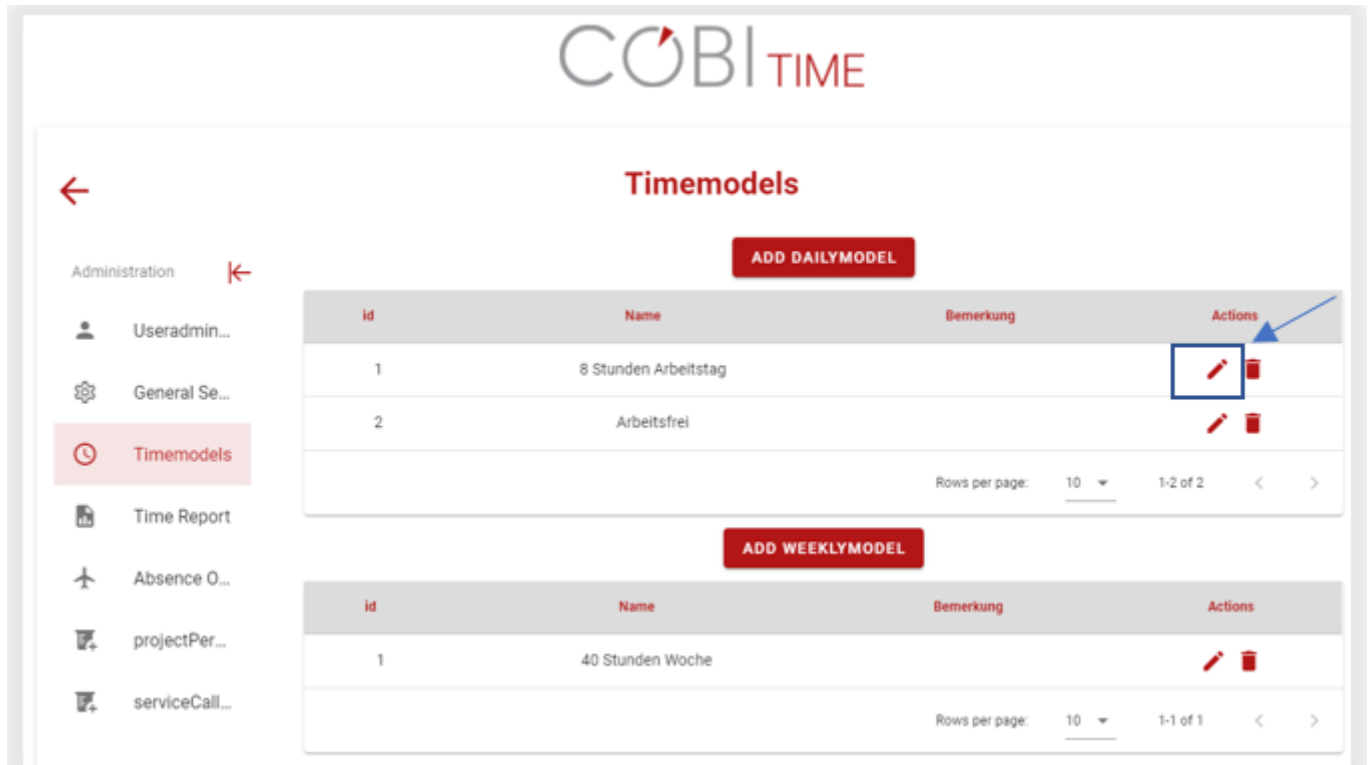 COBI TIME
Timemodels
Administration
ADD DAILYMODEL
Useradmin...
General Se...
Timemodels
Time Report
Absence O...
projectPer...
serviceCall...
id Name Bemerkung Actions
1 8 Stunden Arbeitstag
2 Arbeitsfrei
Rows per page: 10 1-2 of 2
ADD WEEKLYMODEL
id Name Bemerkung Actions
1 40 Stunden Woche
Rows per page: 10 1-1 of 1